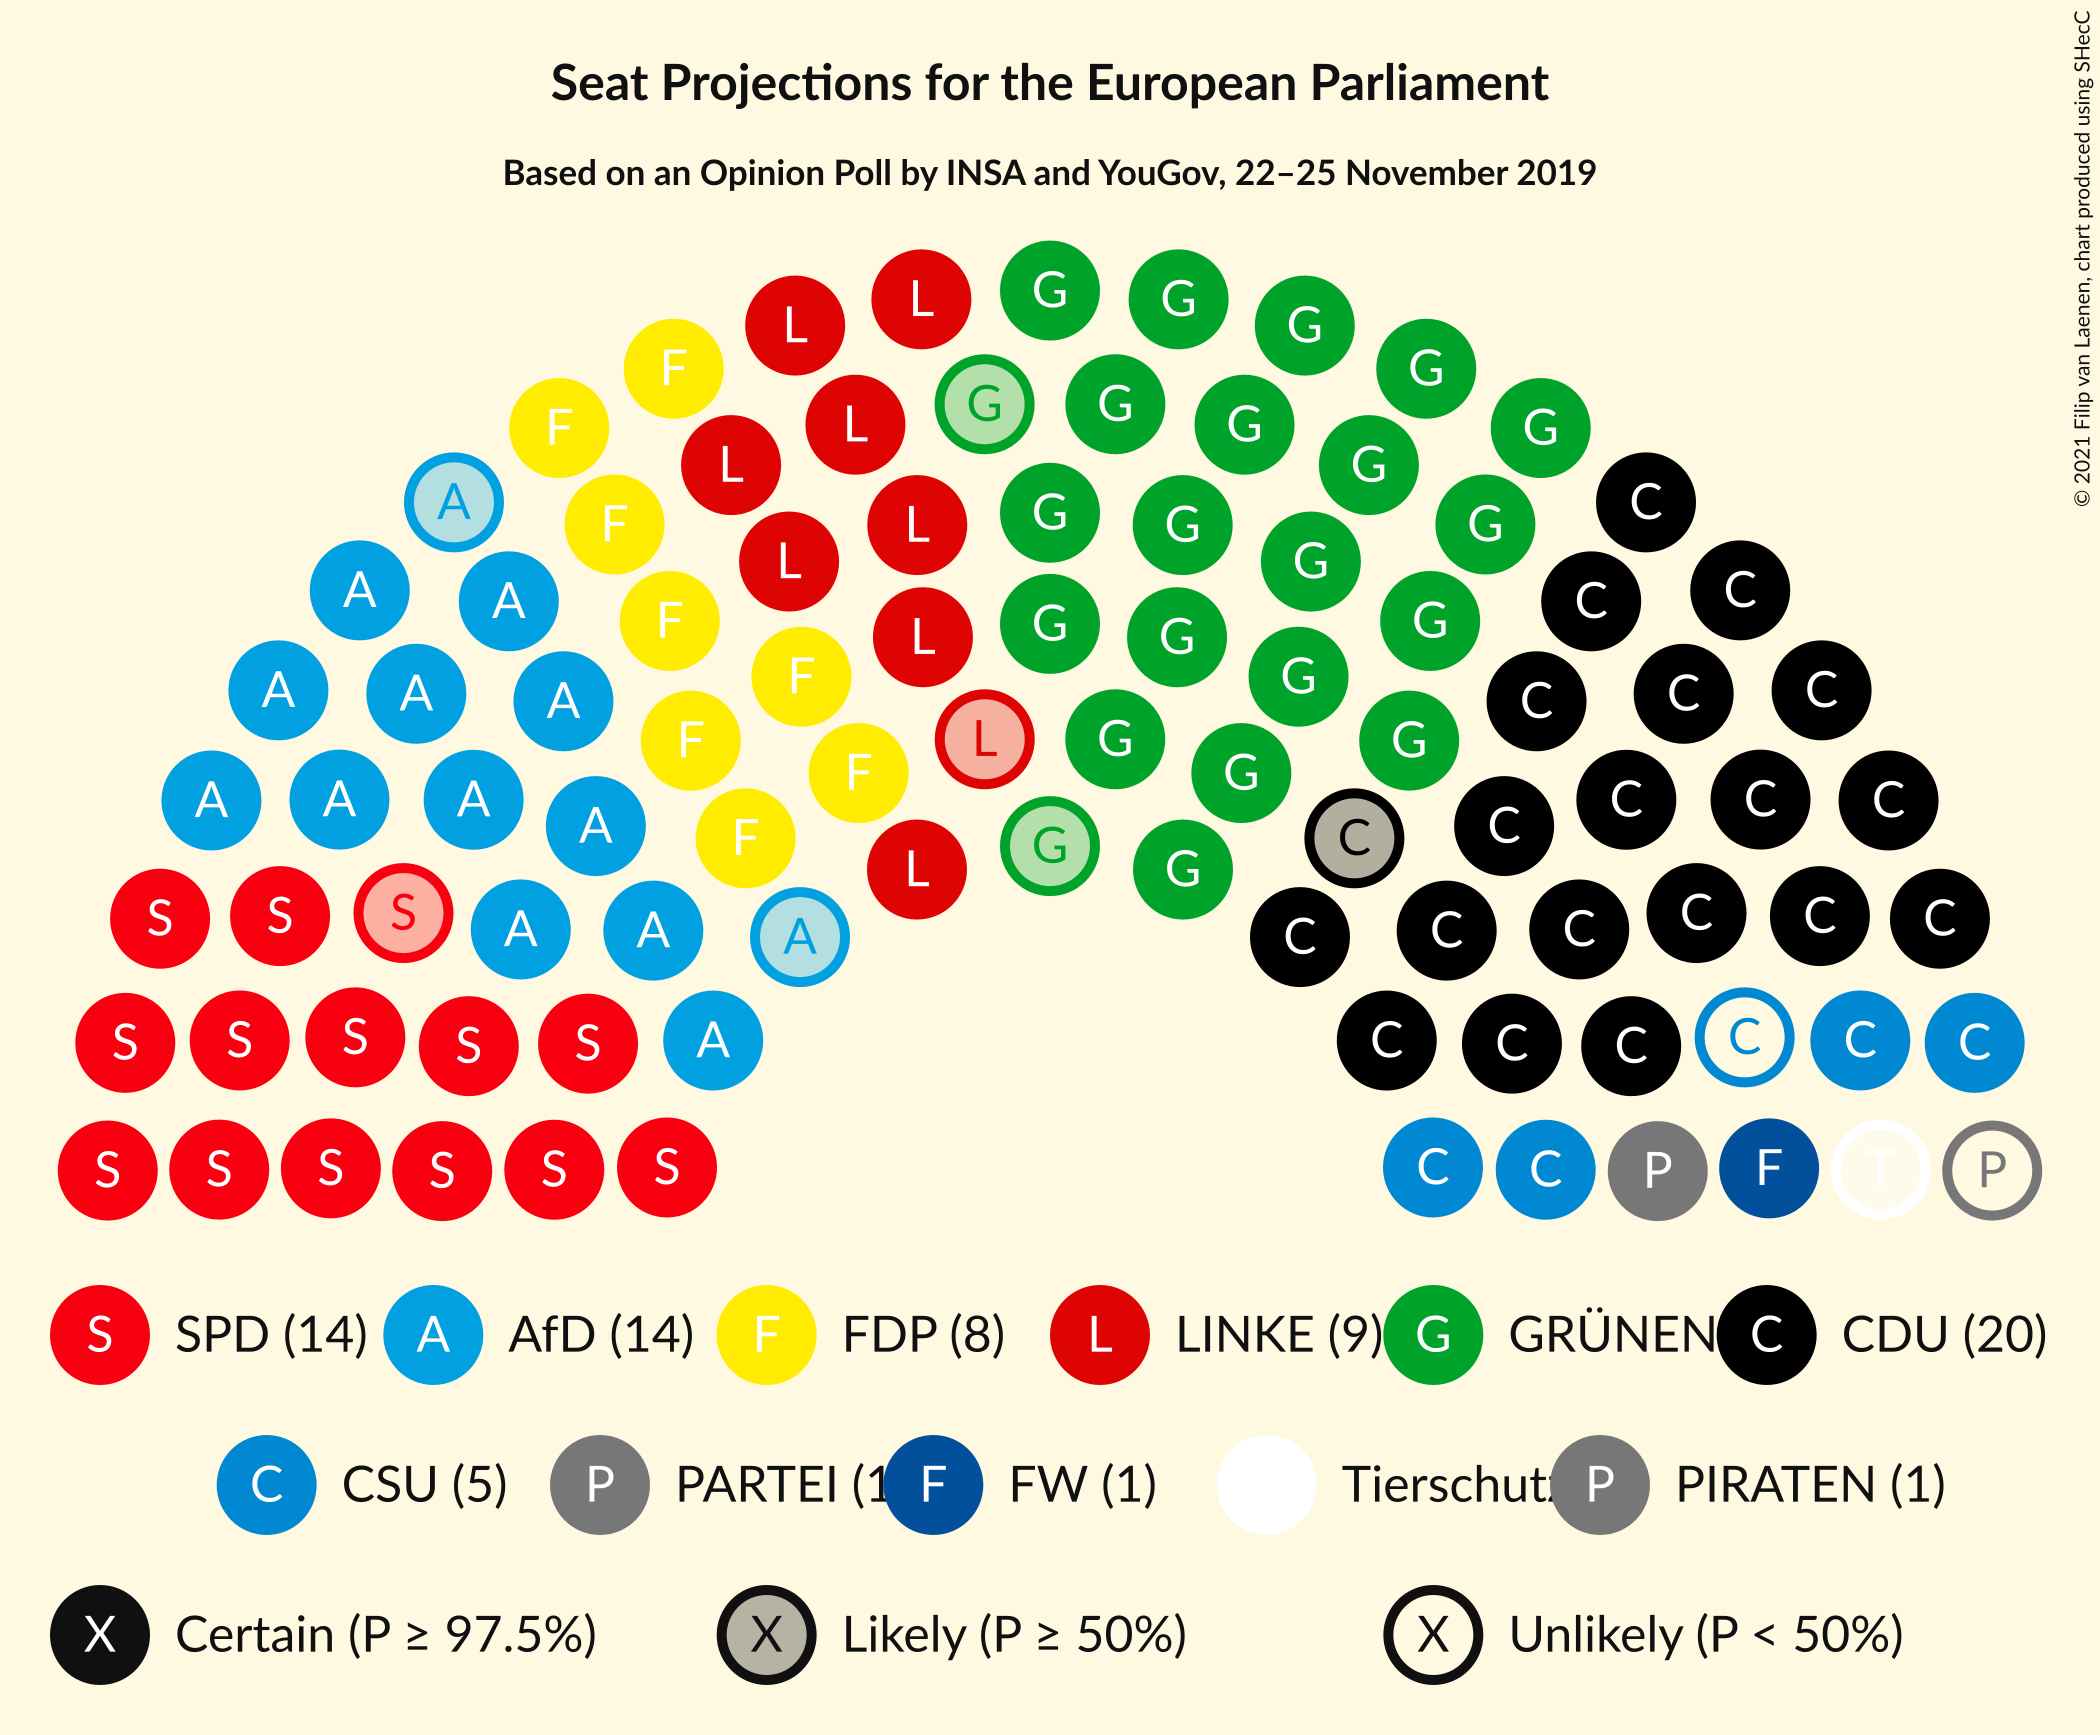 Seat Projections for the European Parliament
Based on an Opinion Poll by INSA and YouGov, 22–25 November 2019
© 2021 Filip van Laenen, chart produced using SHecC
L G G G
L G
F G
G G
F L G G
L G
A C
F L G G G
L G
A A C C
F L G G G
F G
A A A C C C
F L G G
F G
A A A C C C
A F C C
L G G
S S S A A A C C C C C C
S S S S S A C C C C C C
S S S S S S C C P F T P
S SPD (14) A AfD (14) F FDP (8) L LINKE (9) G GRÜNEN C CDU (20)
C CSU (5) P PARTEI (1 F FW (1) Tierschutz P PIRATEN (1)
X Certain (P ≥ 97.5%) X Likely (P ≥ 50%) X Unlikely (P < 50%)